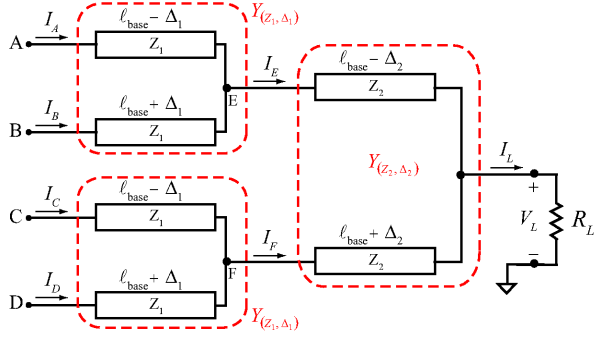 ℓ_base − Δ_1
Y_(Z_1, Δ_1)
A
I_A
Z_1
I_B
ℓ_base + Δ_1
E
I_E
ℓ_base − Δ_2
Z_2
B
Z_1
Y_(Z_2, Δ_2)
I_L
+
C
I_C
ℓ_base − Δ_1
Z_1
V_L
R_L
I_D
ℓ_base + Δ_1
F
I_F
ℓ_base + Δ_2
Z_2
−
D
Z_1
Y_(Z_1, Δ_1)